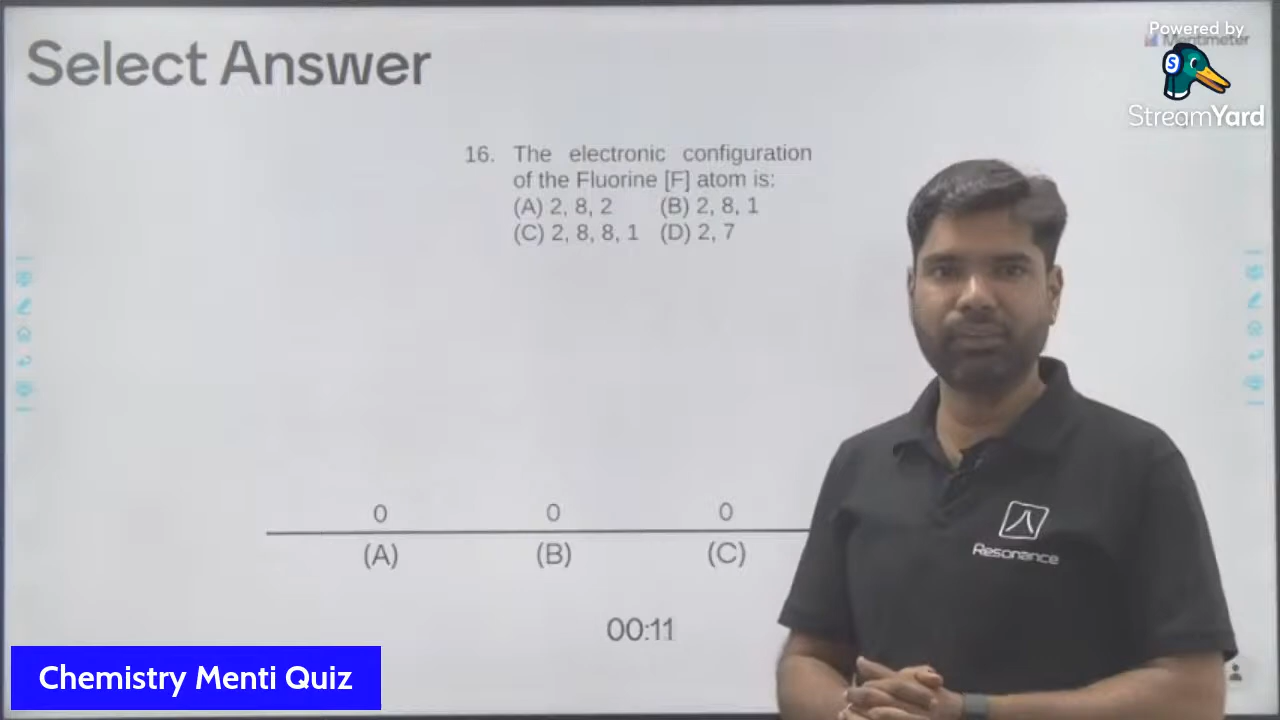 Select Answer
Powered by
Mentimeter
StreamYard
16. The electronic configuration
of the Fluorine [F] atom is:
(A) 2, 8, 2 (B) 2, 8, 1
(C) 2, 8, 8, 1 (D) 2, 7
0 0 0
(A) (B) (C)
Resonance
00:11
Chemistry Menti Quiz